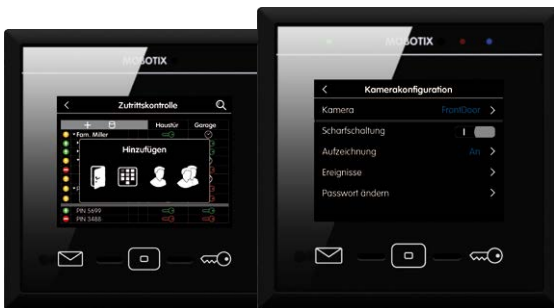 MOBOTIX
Zutrittskontrolle
Haustür Garage
Fam. Miller
Hinzufügen
PIN 5699
PIN 3488
MOBOTIX
Kamerakonfiguration
Kamera FrontDoor
Scharfschaltung
Aufzeichnung An
Ereignisse
Passwort ändern